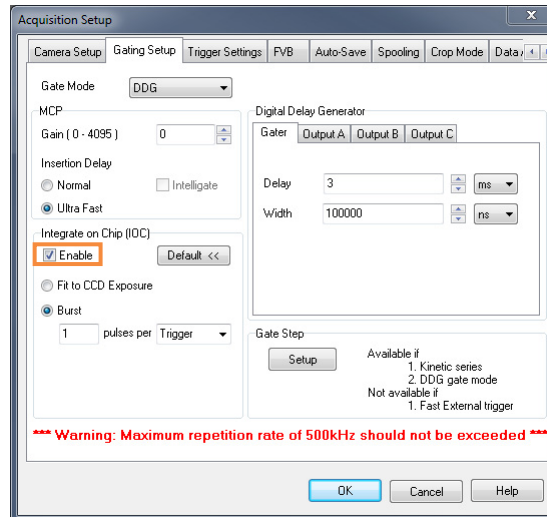 Acquisition Setup
x
Camera Setup Gating Setup Trigger Settings FVB Auto-Save Spooling Crop Mode Data
Gate Mode DDG
MCP
Gain ( 0 - 4095 ) 0
Insertion Delay
Normal Intelligate
Ultra Fast
Integrate on Chip (IOC)
Enable Default <<
Fit to CCD Exposure
Burst
1 pulses per Trigger
Digital Delay Generator
Gater Output A Output B Output C
Delay 3 ms
Width 100000 ns
Gate Step
Setup
Available if
1. Kinetic series
2. DDG gate mode
Not available if
1. Fast External trigger
*** Warning: Maximum repetition rate of 500kHz should not be exceeded ***
OK Cancel Help